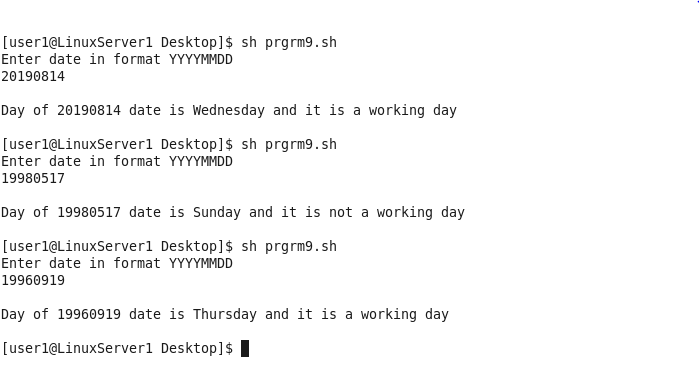 [user1@LinuxServer1 Desktop]$ sh prgrm9.sh
Enter date in format YYYYMMDD
20190814
Day of 20190814 date is Wednesday and it is a working day
[user1@LinuxServer1 Desktop]$ sh prgrm9.sh
Enter date in format YYYYMMDD
19980517
Day of 19980517 date is Sunday and it is not a working day
[user1@LinuxServer1 Desktop]$ sh prgrm9.sh
Enter date in format YYYYMMDD
19960919
Day of 19960919 date is Thursday and it is a working day
[user1@LinuxServer1 Desktop]$